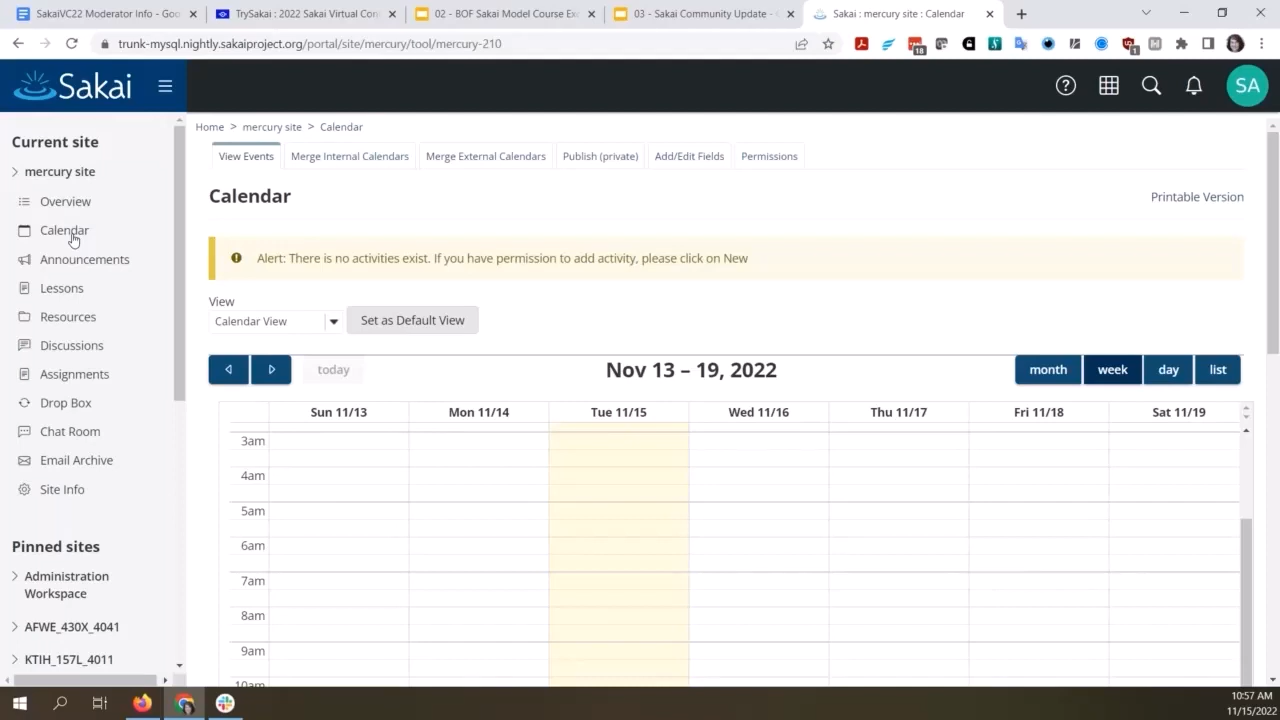 SakaiVC22 Moderator Info - Goo
TrySakai : 2022 Sakai Virtual Con
02 - BOF Sakai Model Course Exe
03 - Sakai Community Update - G
Sakai : mercury site : Calendar
trunk-mysql.nightly.sakaiproject.org/portal/site/mercury/tool/mercury-210
18
1
Sakai
SA
Current site
mercury site
Overview
Calendar
Announcements
Lessons
Resources
Discussions
Assignments
Drop Box
Chat Room
Email Archive
Site Info
Pinned sites
Administration
Workspace
AFWE_430X_4041
KTIH_157L_4011
Home > mercury site > Calendar
View Events
Merge Internal Calendars
Merge External Calendars
Publish (private)
Add/Edit Fields
Permissions
Calendar
Printable Version
Alert: There is no activities exist. If you have permission to add activity, please click on New
View
Calendar View
Set as Default View
today
Nov 13 – 19, 2022
month
week
day
list
Sun 11/13
Mon 11/14
Tue 11/15
Wed 11/16
Thu 11/17
Fri 11/18
Sat 11/19
3am
4am
5am
6am
7am
8am
9am
10am
10:57 AM
11/15/2022